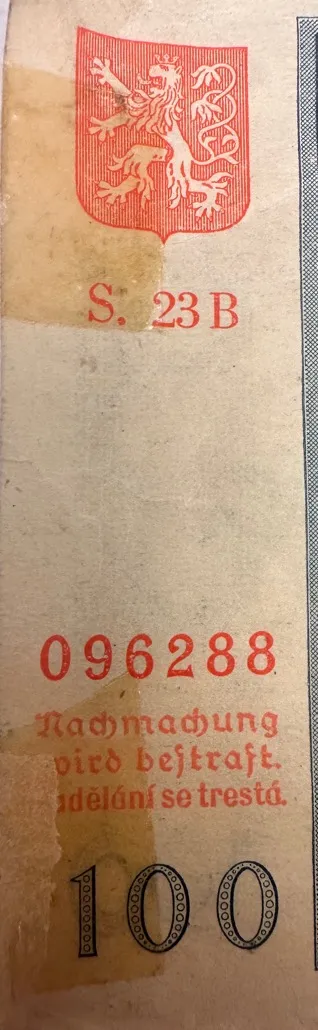 S. 23 B
096288
Nachmachung
wird bestraft.
se trestá.
100